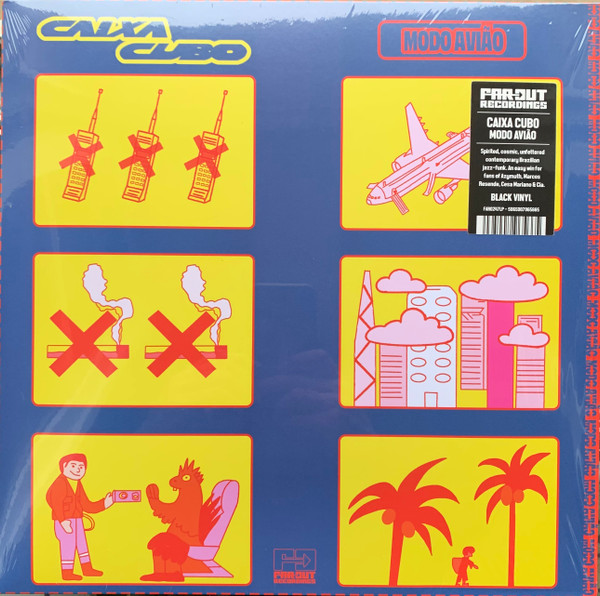 CAIXA
CUBO
MODO AVIÃO
FAR OUT
RECORDINGS
CAIXA CUBO
MODO AVIÃO
Spirited, cosmic, unfettered
contemporary Brazilian
jazz-funk. An easy win for
fans of Azymuth, Marcos
Resende, Cesa Mariano & Cia.
BLACK VINYL
FAR OUT
RECORDINGS